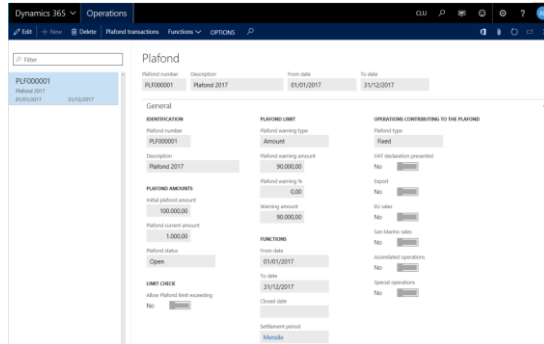 Dynamics 365 Operations CLU ?
Edit + New Delete Plafond transactions Functions OPTIONS
Filter
PLF000001
Plafond 2017
01/01/2017 31/12/2017
Plafond
Plafond number Description From date To date
PLF000001 Plafond 2017 01/01/2017 31/12/2017
General
IDENTIFICATION
Plafond number
PLF000001
Description
Plafond 2017
PLAFOND AMOUNTS
Initial plafond amount
100.000,00
Plafond current amount
1.000,00
Plafond status
Open
LIMIT CHECK
Allow Plafond limit exceeding
No
PLAFOND LIMIT
Plafond warning type
Amount
Plafond warning amount
90.000,00
Plafond warning %
0,00
Warning amount
90.000,00
FUNCTIONS
From date
01/01/2017
To date
31/12/2017
Closed date
Settlement period
Mensile
OPERATIONS CONTRIBUTING TO THE PLAFOND
Plafond type
Fixed
VAT declaration presented
No
Export
No
EU sales
No
San Marino sales
No
Assimilated operations
No
Special operations
No